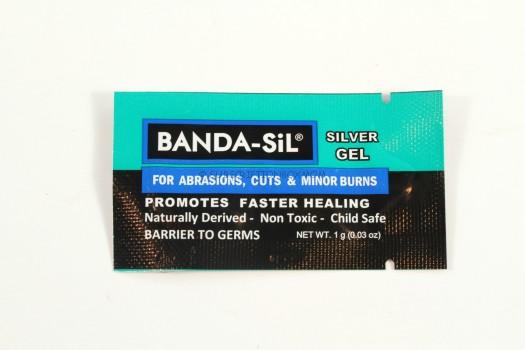 BANDA-SiL®
SILVER
GEL
FOR ABRASIONS, CUTS & MINOR BURNS
PROMOTES FASTER HEALING
Naturally Derived - Non Toxic - Child Safe
BARRIER TO GERMS
NET WT. 1 g (0.03 oz)